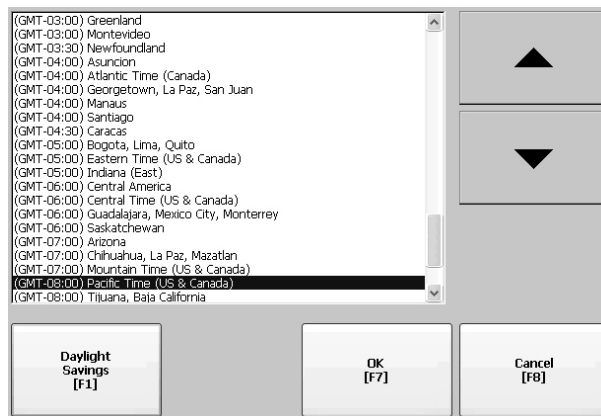 (GMT-03:00) Greenland
(GMT-03:00) Montevideo
(GMT-03:30) Newfoundland
(GMT-04:00) Asuncion
(GMT-04:00) Atlantic Time (Canada)
(GMT-04:00) Georgetown, La Paz, San Juan
(GMT-04:00) Manaus
(GMT-04:00) Santiago
(GMT-04:30) Caracas
(GMT-05:00) Bogota, Lima, Quito
(GMT-05:00) Eastern Time (US & Canada)
(GMT-05:00) Indiana (East)
(GMT-06:00) Central America
(GMT-06:00) Central Time (US & Canada)
(GMT-06:00) Guadalajara, Mexico City, Monterrey
(GMT-06:00) Saskatchewan
(GMT-07:00) Arizona
(GMT-07:00) Chihuahua, La Paz, Mazatlan
(GMT-07:00) Mountain Time (US & Canada)
(GMT-08:00) Pacific Time (US & Canada)
(GMT-08:00) Tijuana, Baja California
Daylight
Savings
[F1]
OK
[F7]
Cancel
[F8]